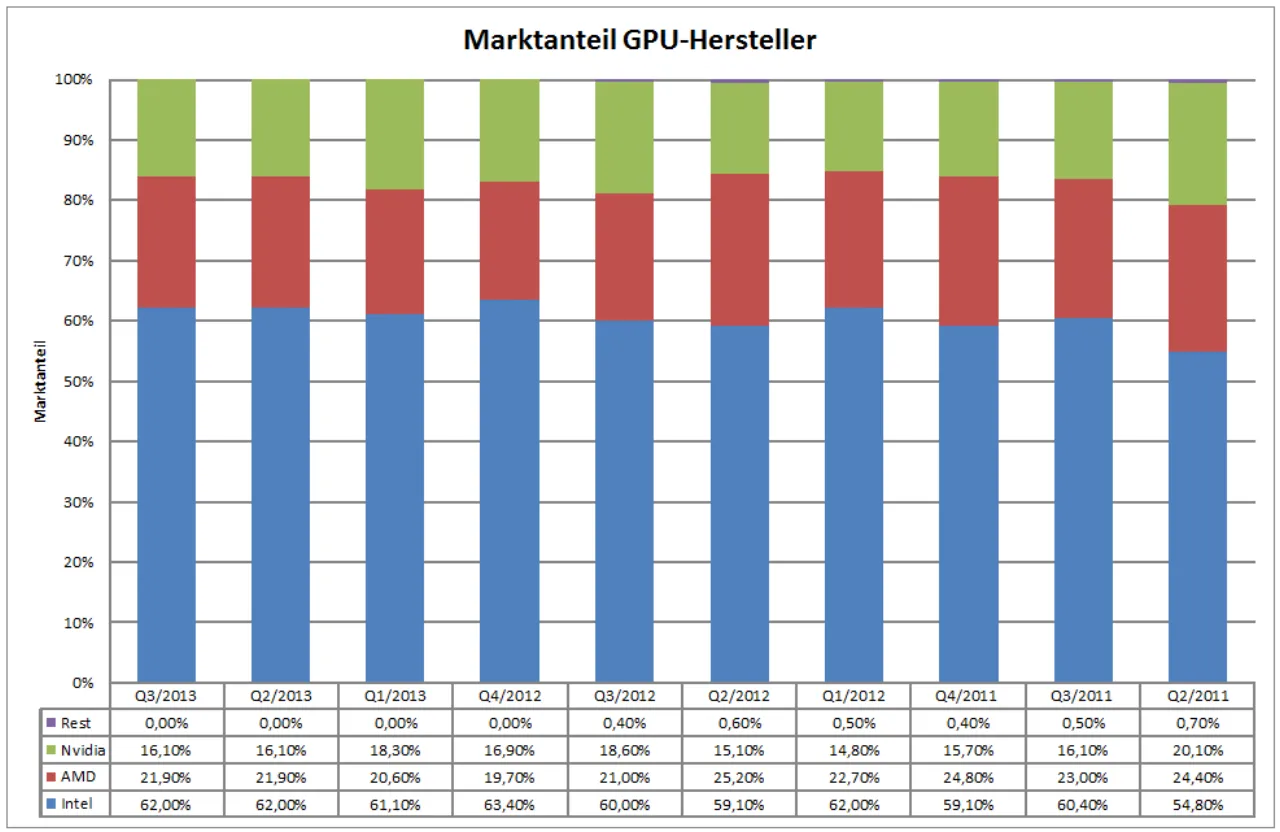 Marktanteil GPU-Hersteller
100%
90%
80%
70%
60%
50%
40%
30%
20%
10%
0%
Marktanteil
Q3/2013 Q2/2013 Q1/2013 Q4/2012 Q3/2012 Q2/2012 Q1/2012 Q4/2011 Q3/2011 Q2/2011
Rest 0,00% 0,00% 0,00% 0,00% 0,40% 0,60% 0,50% 0,40% 0,50% 0,70%
Nvidia 16,10% 16,10% 18,30% 16,90% 18,60% 15,10% 14,80% 15,70% 16,10% 20,10%
AMD 21,90% 21,90% 20,60% 19,70% 21,00% 25,20% 22,70% 24,80% 23,00% 24,40%
Intel 62,00% 62,00% 61,10% 63,40% 60,00% 59,10% 62,00% 59,10% 60,40% 54,80%